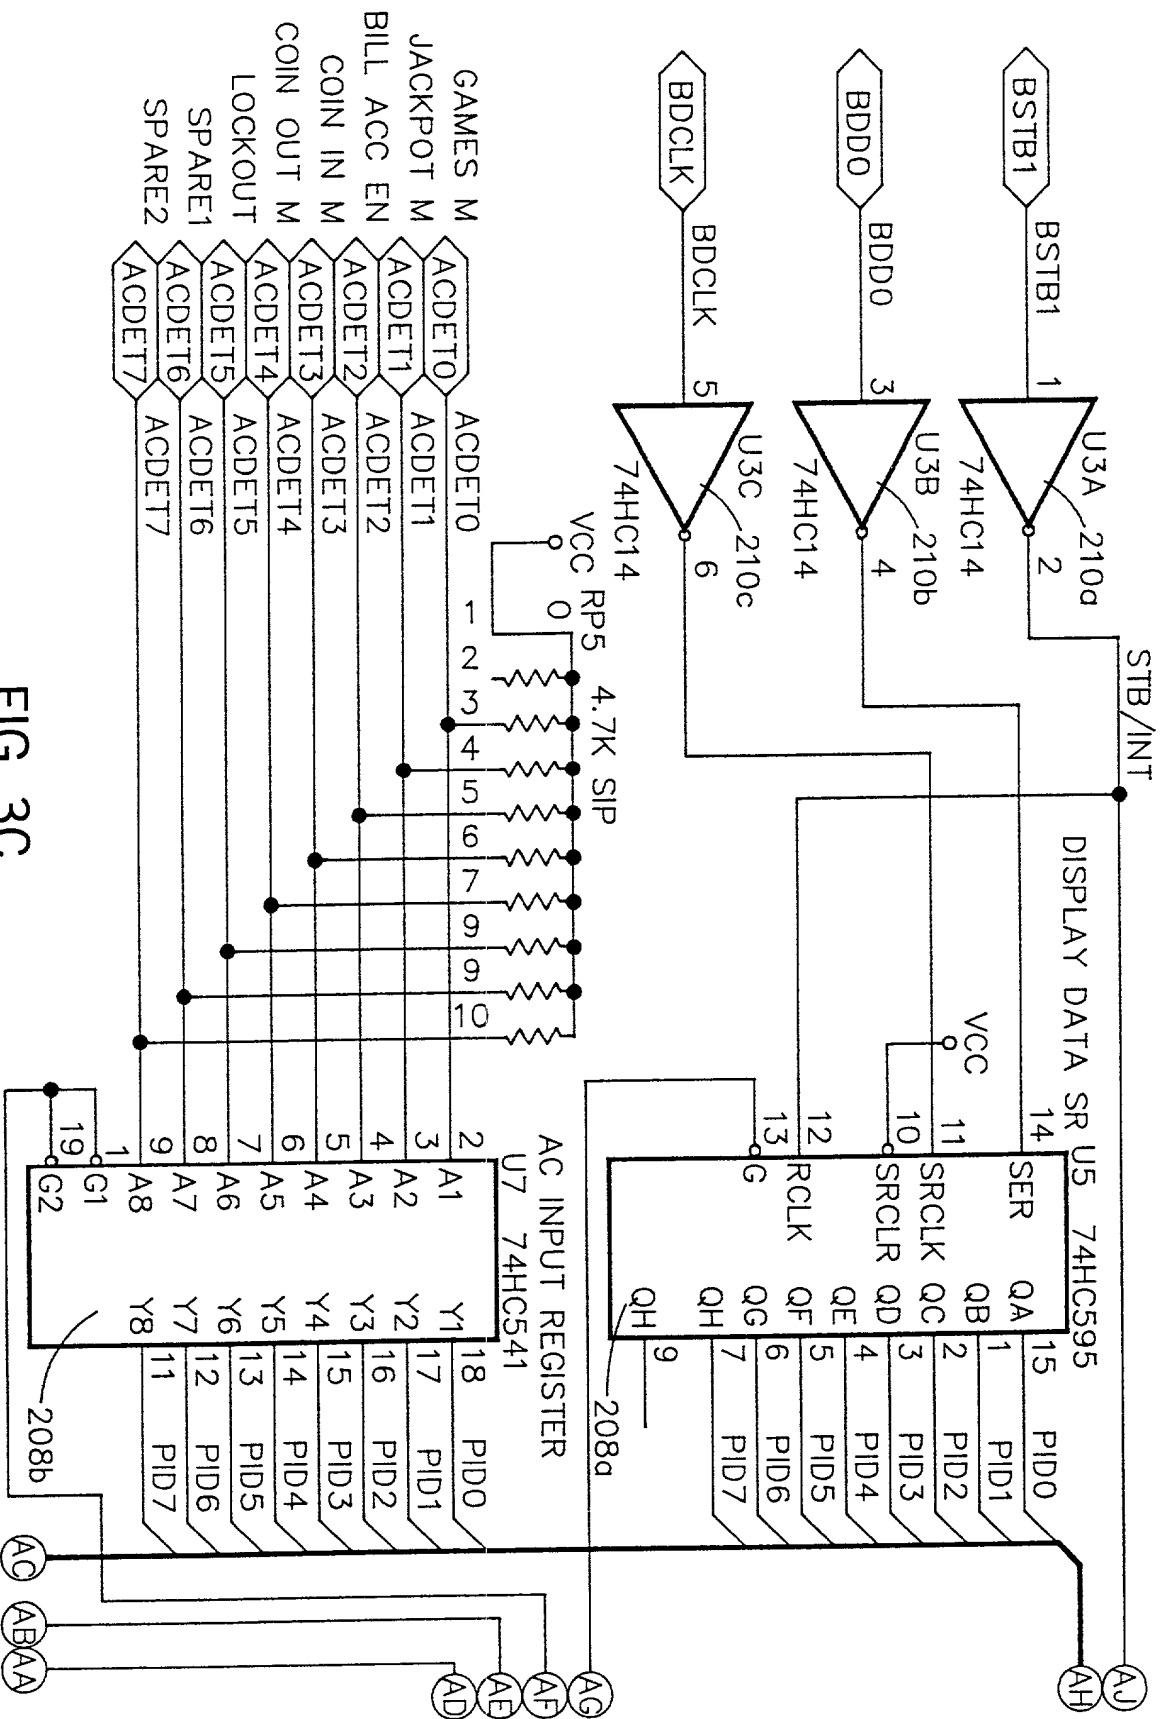 BSTB1
BSTB1
1
U3A
74HC14
210a
2
STB/INT
AJ
BDD0
BDD0
3
U3B
74HC14
210b
4
BDCLK
BDCLK
5
U3C
74HC14
210c
6
DISPLAY DATA SR
U5 74HC595
VCC
14 SER QA 15 PID0
QB 1 PID1
11 SRCLK QC 2 PID2
10 SRCLR QD 3 PID3
QE 4 PID4
12 RCLK QF 5 PID5
13 G QG 6 PID6
QH 7 PID7
QH 9
208a
AH
VCC
RP5 4.7K SIP
0
1
2
3
4
5
6
7
9
9
10
GAMES M ACDET0 ACDET0
JACKPOT M ACDET1 ACDET1
BILL ACC EN ACDET2 ACDET2
COIN IN M ACDET3 ACDET3
COIN OUT M ACDET4 ACDET4
LOCKOUT ACDET5 ACDET5
SPARE1 ACDET6 ACDET6
SPARE2 ACDET7 ACDET7
AC INPUT REGISTER
U7 74HC541
2 A1 Y1 18 PID0
3 A2 Y2 17 PID1
4 A3 Y3 16 PID2
5 A4 Y4 15 PID3
6 A5 Y5 14 PID4
7 A6 Y6 13 PID5
8 A7 Y7 12 PID6
9 A8 Y8 11 PID7
1 G1
19 G2
208b
AG
AF
AE
AD
AC
AB
AA
FIG 3C